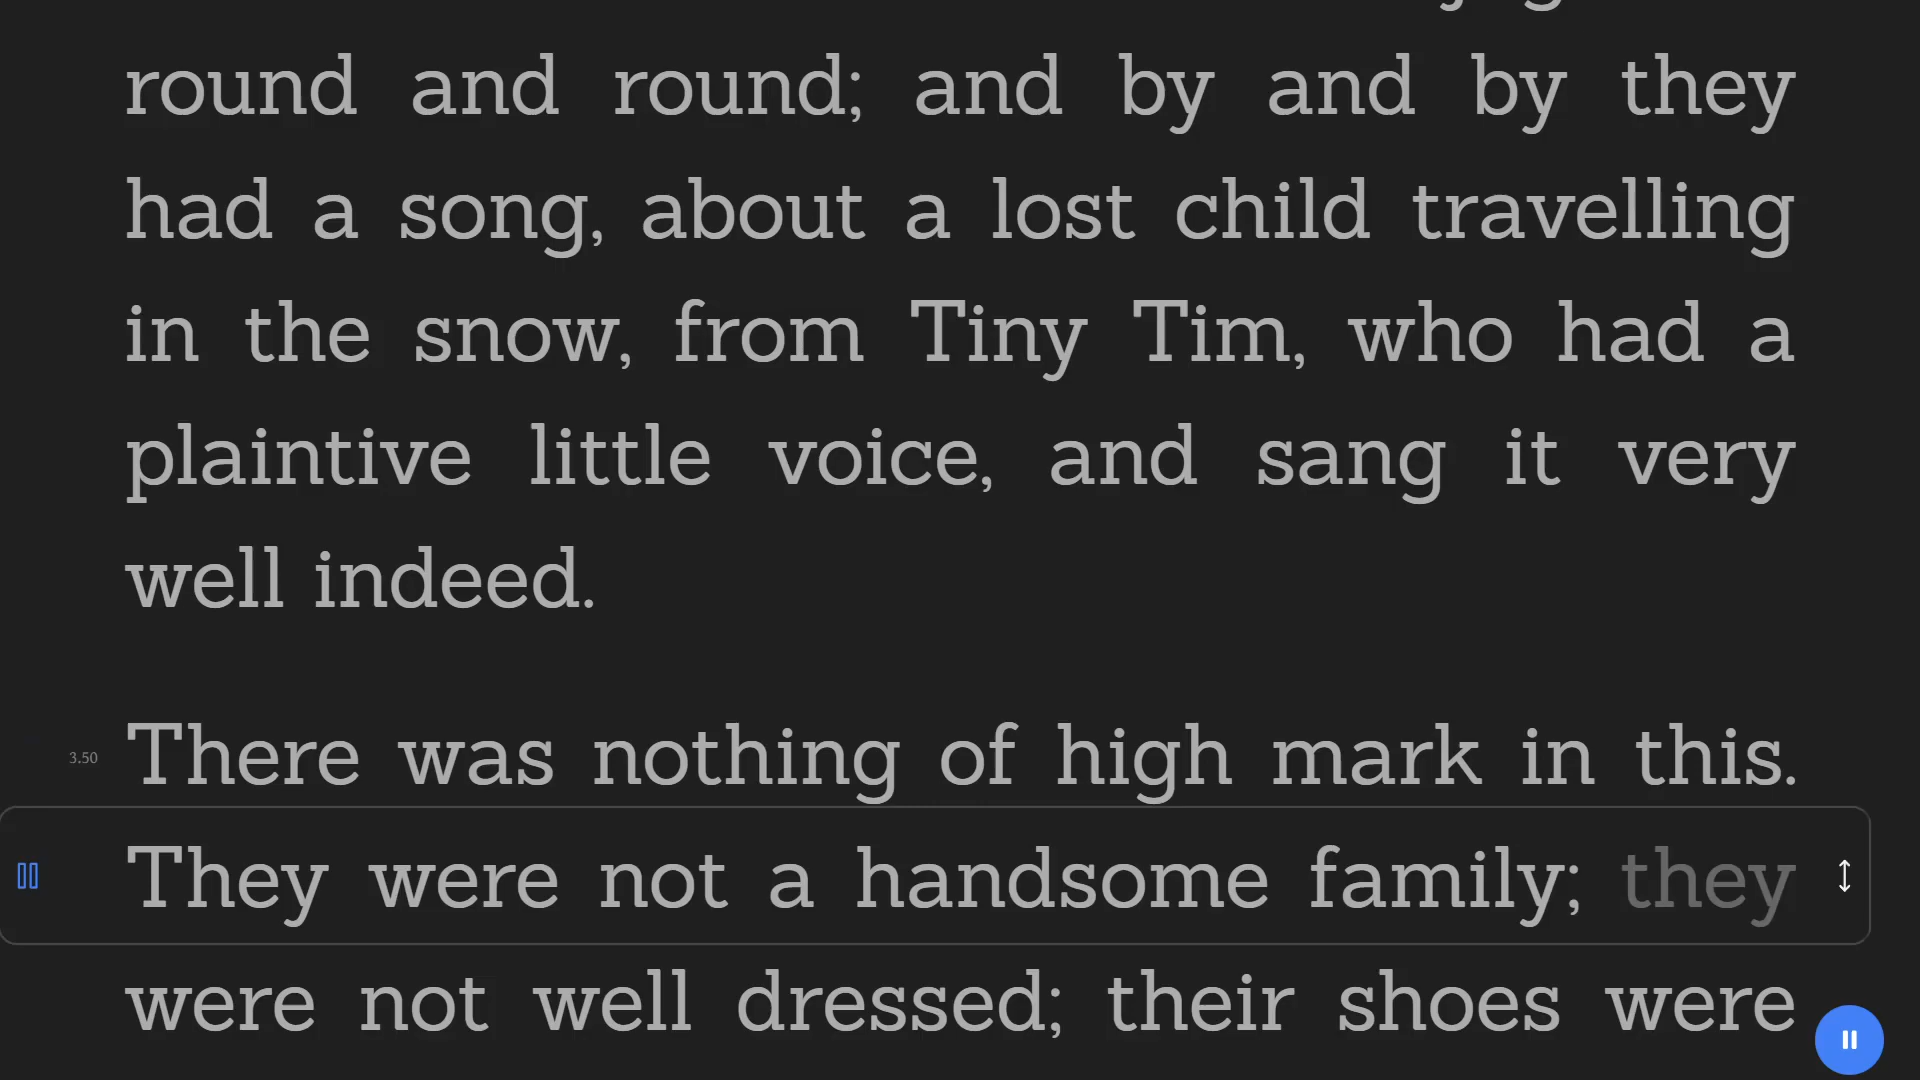 round and round; and by and by they
had a song, about a lost child travelling
in the snow, from Tiny Tim, who had a
plaintive little voice, and sang it very
well indeed.
3.50 There was nothing of high mark in this.
They were not a handsome family; they
were not well dressed; their shoes were